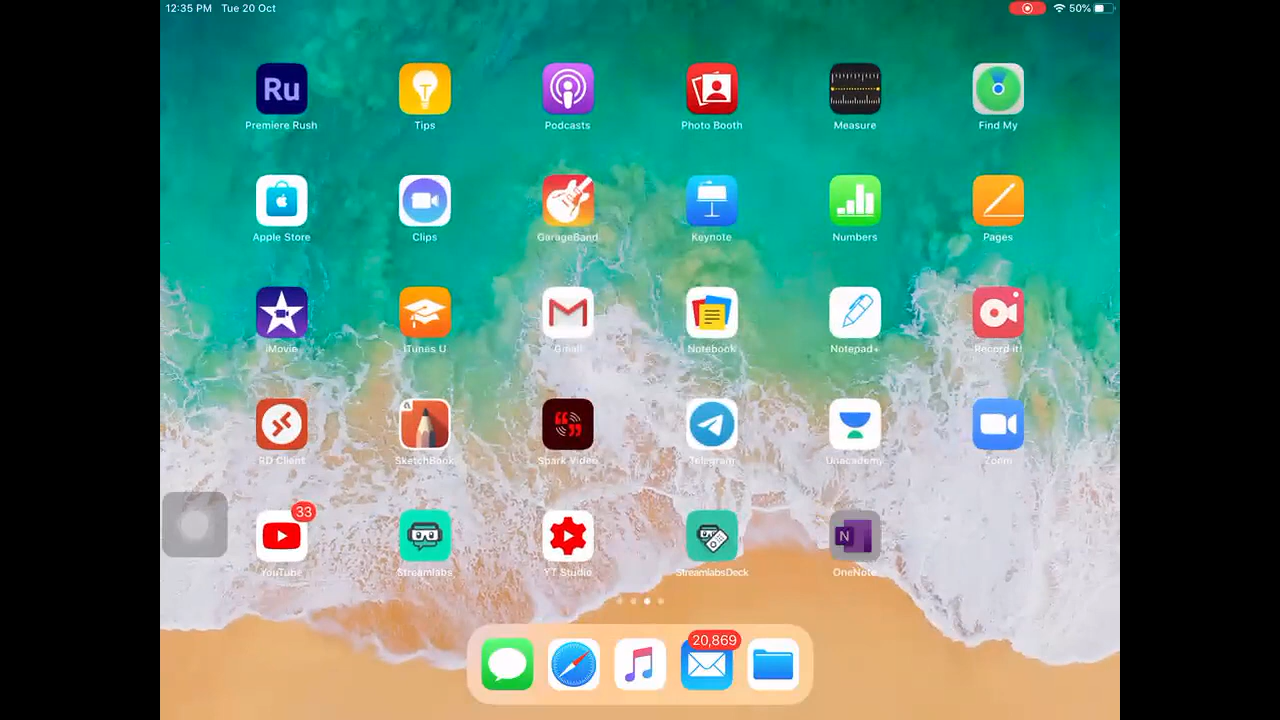 12:35 PM Tue 20 Oct 50%
Ru T
Premiere Rush Tips Podcasts Photo Booth Measure Find My
Apple Store Clips GarageBand Keynote Numbers Pages
iMovie iTunes U Gmail Notebook Notepad+ Record it!
RD Client SketchBook Spark Video Telegram Unacademy Zoom
33 N
YouTube Streamlabs YT Studio StreamlabsDeck OneNote
20,869